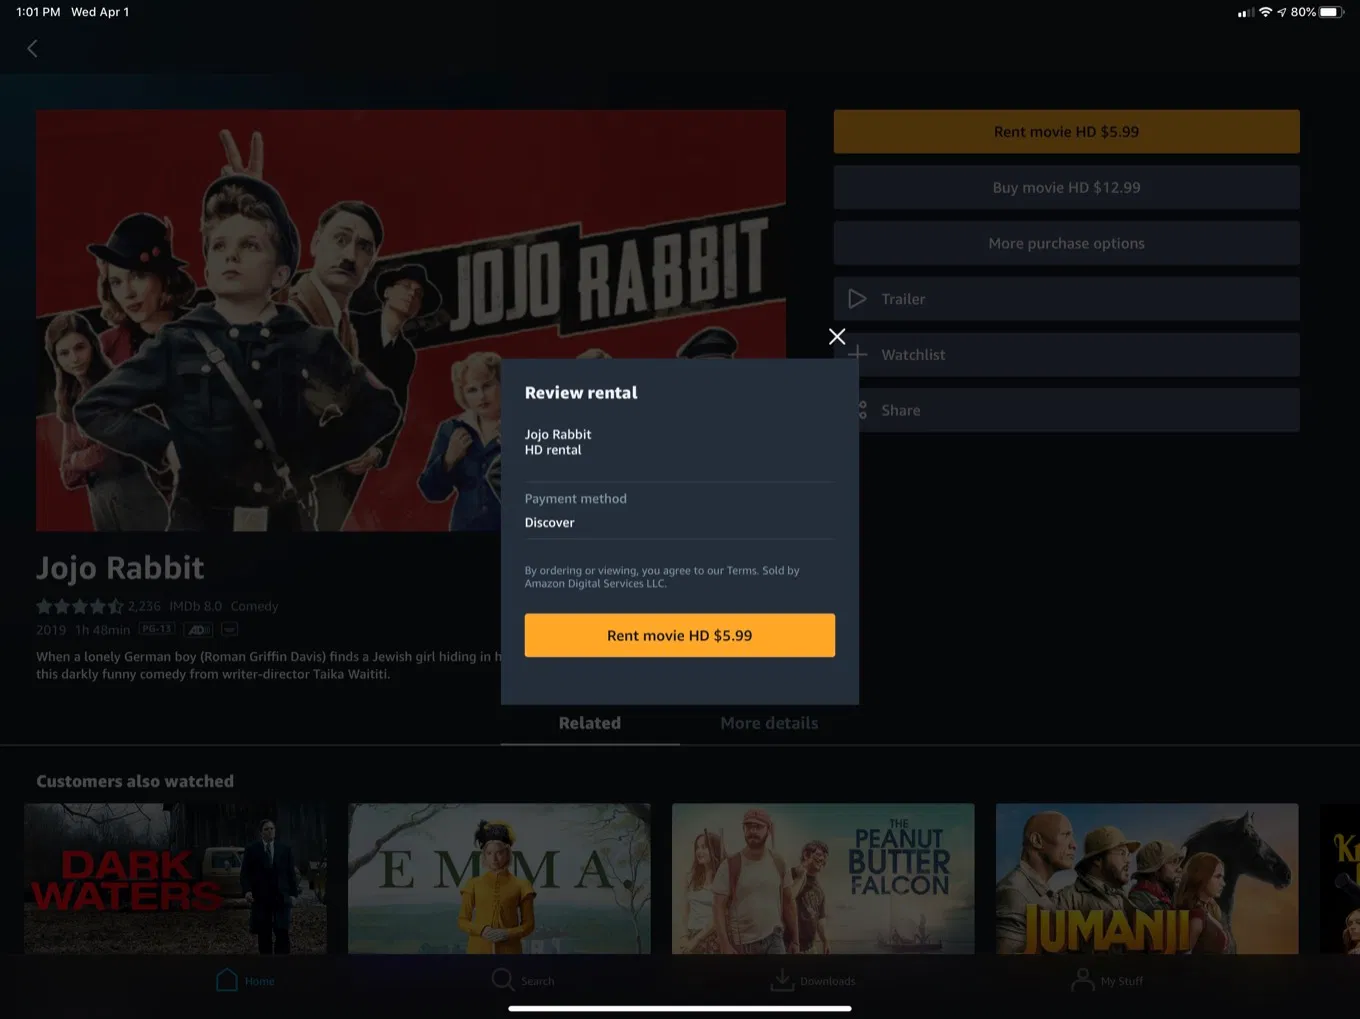 1:01 PM Wed Apr 1
80%
JOJO RABBIT
Rent movie HD $5.99
Buy movie HD $12.99
More purchase options
Trailer
Watchlist
Share
Review rental
Jojo Rabbit
HD rental
Payment method
Discover
By ordering or viewing, you agree to our Terms. Sold by
Amazon Digital Services LLC.
Rent movie HD $5.99
Jojo Rabbit
2,236 IMDb 8.0 Comedy
2019 1h 48min PG-13 AD
When a lonely German boy (Roman Griffin Davis) finds a Jewish girl hiding in h
this darkly funny comedy from writer-director Taika Waititi.
Related More details
Customers also watched
DARK
WATERS
EMMA.
THE
PEANUT
BUTTER
FALCON
JUMANJI
Home Search Downloads My Stuff